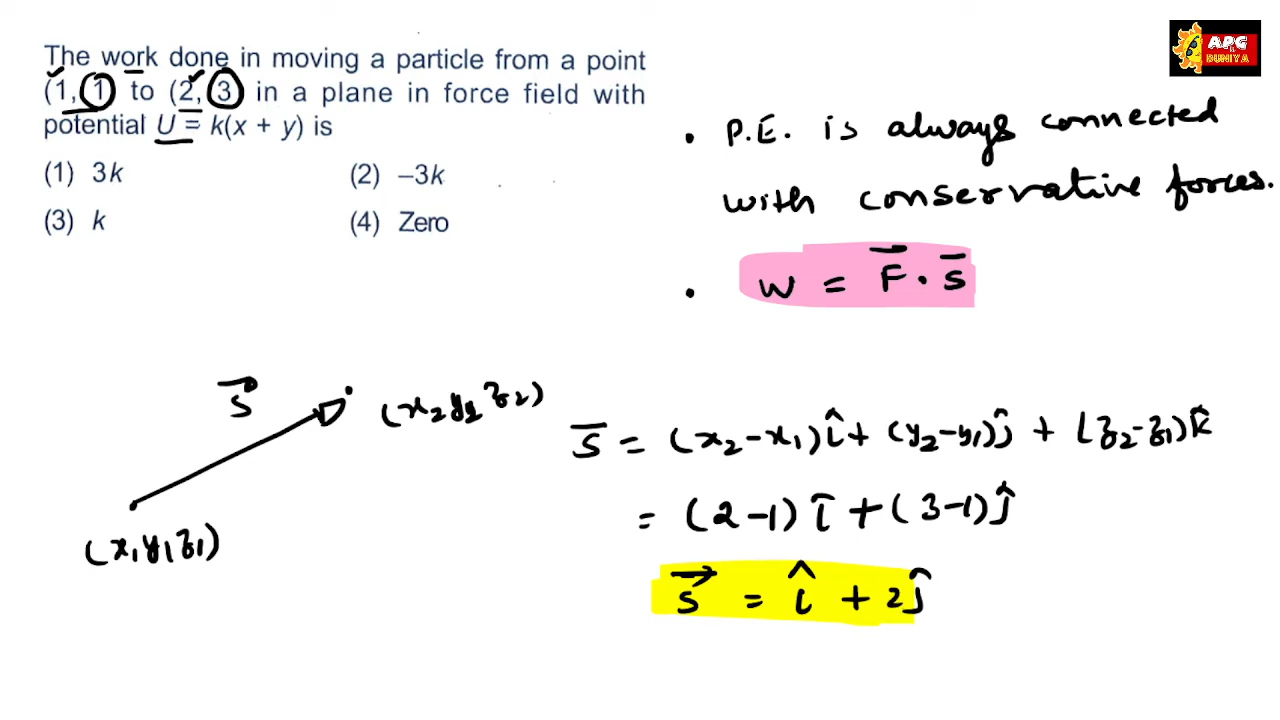 The work done in moving a particle from a point
(1, 1) to (2, 3) in a plane in force field with
potential U = k(x + y) is
(1) 3k (2) –3k
(3) k (4) Zero
APG
DUNIYA
• P.E. is always connected
with conservative forces.
• W = F⃗ · S̄
S⃗
(x₂ y₂ z₂)
(x₁ y₁ z₁)
S̄ = (x₂ – x₁) î + (y₂ – y₁) ĵ + (z₂ – z₁) k̂
= (2 – 1) î + (3 – 1) ĵ
S⃗ = î + 2ĵ